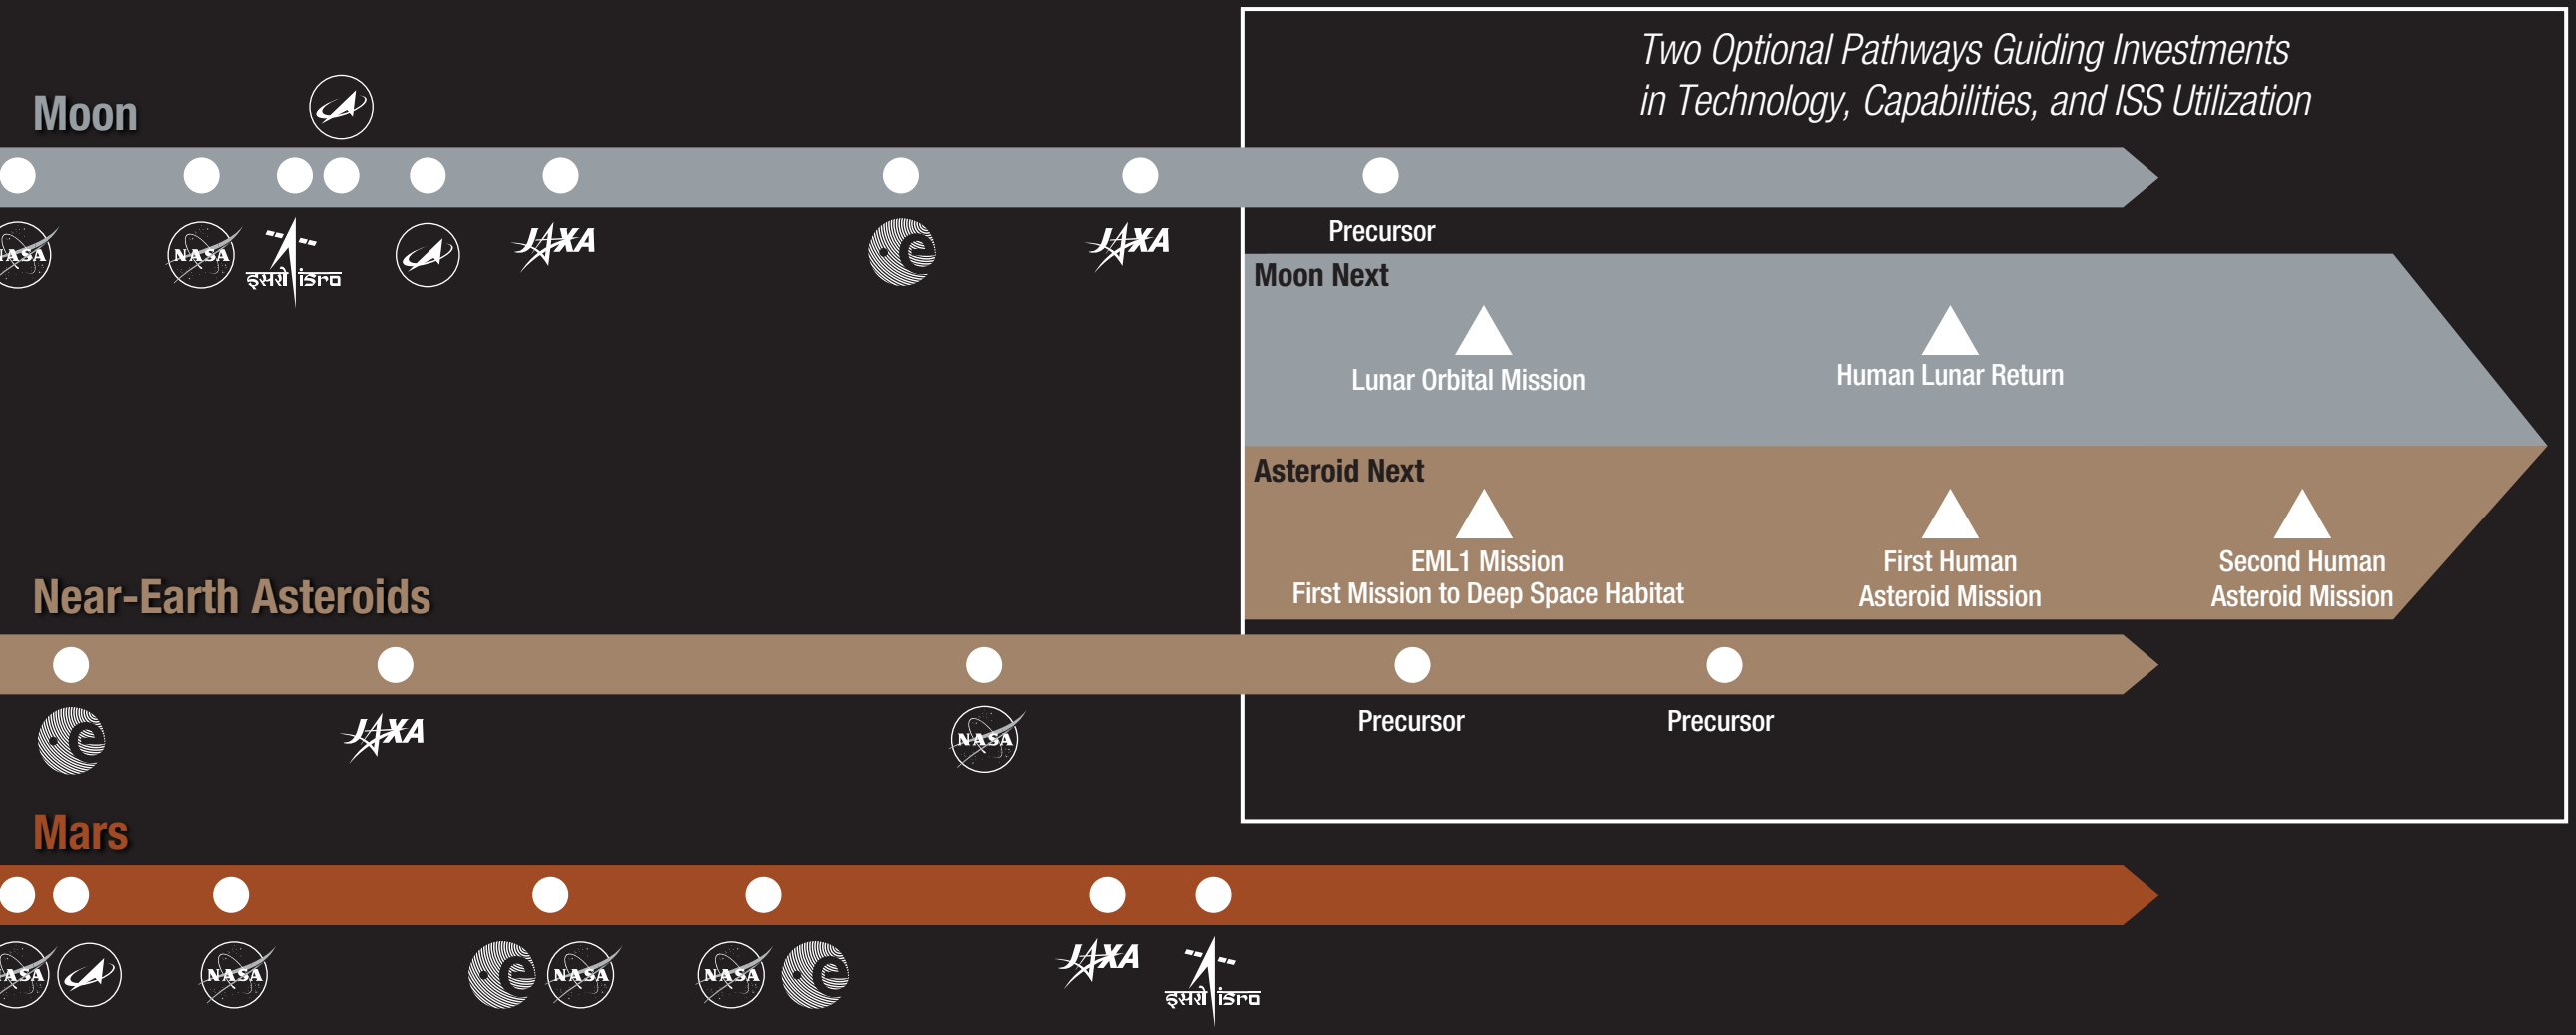 Two Optional Pathways Guiding Investments
in Technology, Capabilities, and ISS Utilization
Moon
NASA
NASA
इसरो isro
JAXA
JAXA
Precursor
Moon Next
Lunar Orbital Mission
Human Lunar Return
Asteroid Next
EML1 Mission
First Mission to Deep Space Habitat
First Human
Asteroid Mission
Second Human
Asteroid Mission
Near-Earth Asteroids
e
JAXA
NASA
Precursor
Precursor
Mars
NASA
NASA
e
NASA
NASA
e
JAXA
इसरो isro